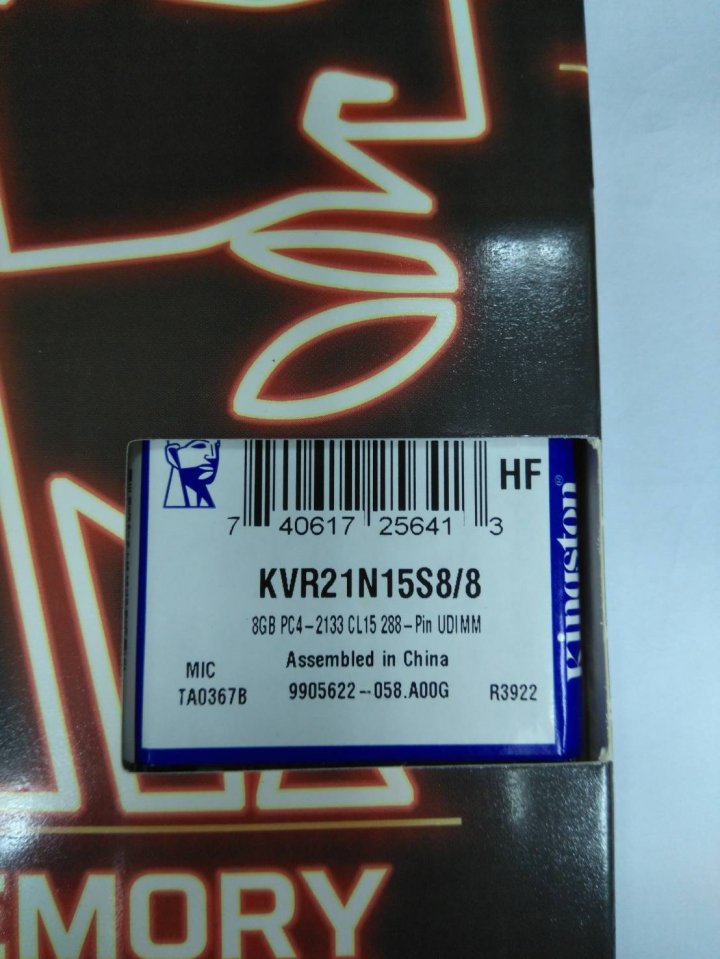 HF
7 40617 25641 3
Kingston
KVR21N15S8/8
8GB PC4-2133 CL15 288-Pin UDIMM
Assembled in China
MIC
TA0367B
9905622-058.A00G
R3922
EMORY